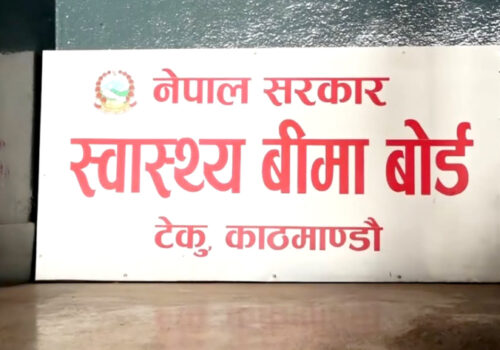 नेपाल सरकार
स्वास्थ्य बीमा बोर्ड
टेकु, काठमाण्डौ